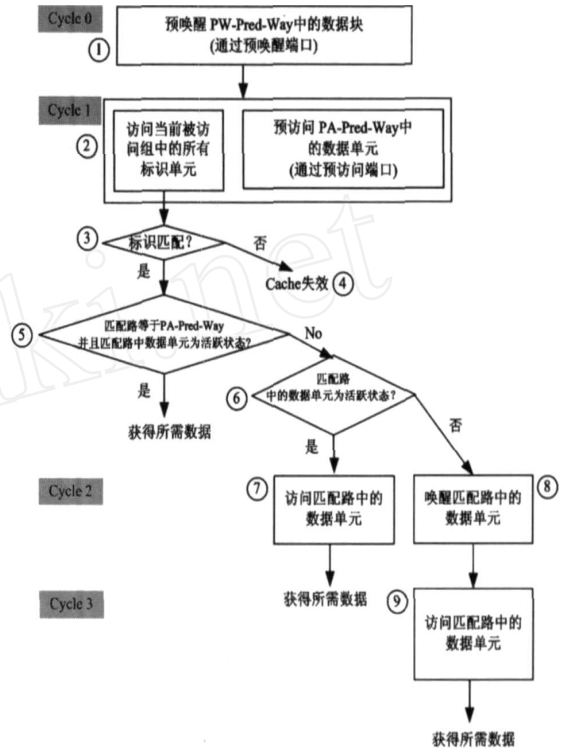 Cycle 0
①
预唤醒 PW-Pred-Way中的数据块
(通过预唤醒端口)
Cycle 1
②
访问当前被访
问组中的所有
标识单元
预访问 PA-Pred-Way中
的数据单元
(通过预访问端口)
③
标识匹配？
否
是
Cache失效 ④
⑤
匹配路等于PA-Pred-Way
并且匹配路中数据单元为活跃状态？
No
是
获得所需数据
⑥
匹配路
中的数据单元为活跃状态？
是
否
Cycle 2
⑦
访问匹配路中的
数据单元
⑧
唤醒匹配路中的
数据单元
获得所需数据
Cycle 3
⑨
访问匹配路中的
数据单元
获得所需数据
ki.net